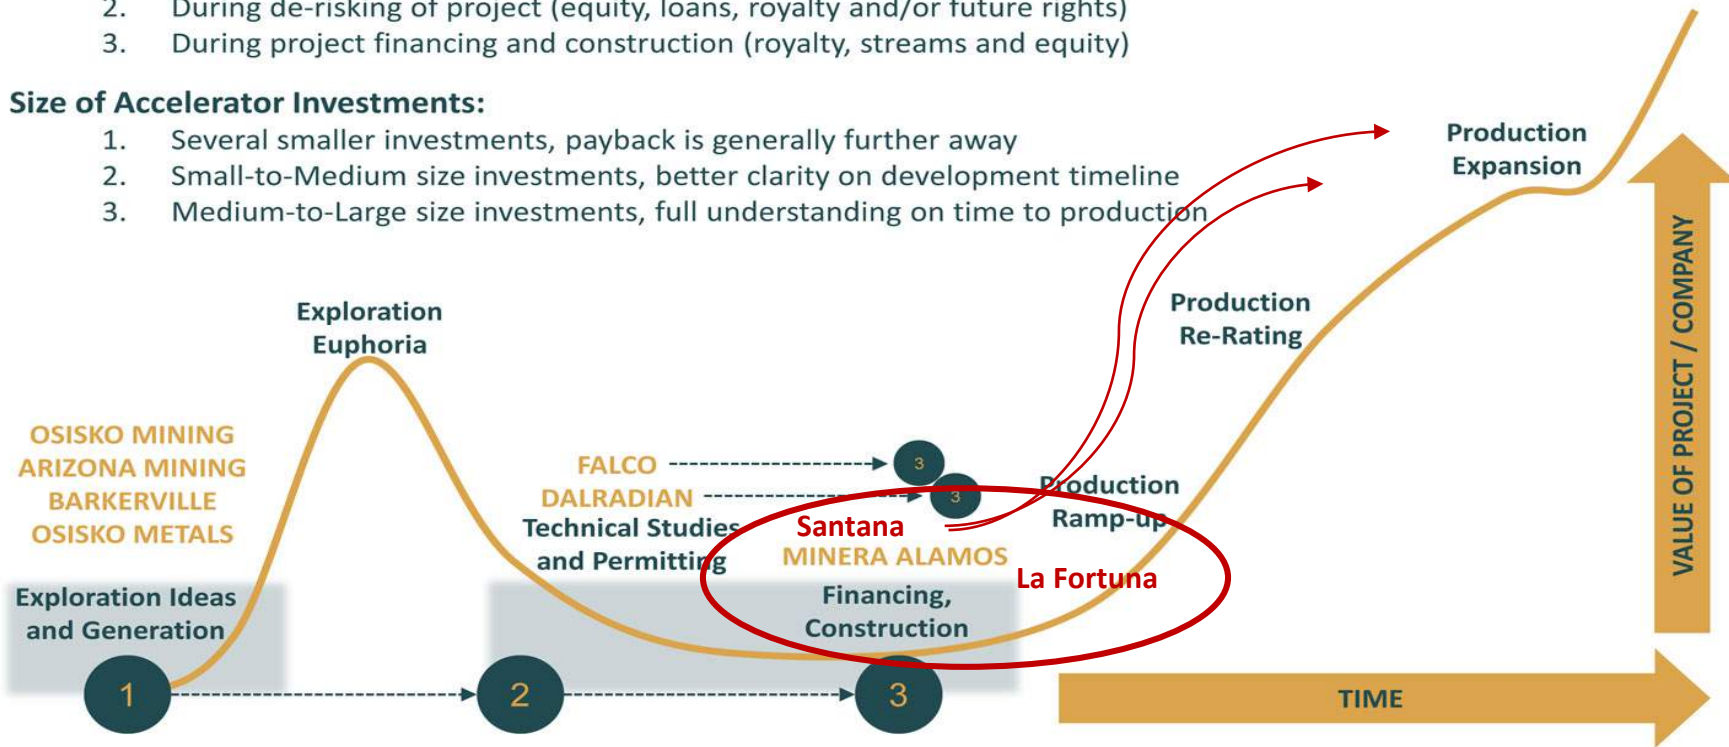 2. During de-risking of project (equity, loans, royalty and/or future rights)
3. During project financing and construction (royalty, streams and equity)
Size of Accelerator Investments:
1. Several smaller investments, payback is generally further away
2. Small-to-Medium size investments, better clarity on development timeline
3. Medium-to-Large size investments, full understanding on time to production
Production
Expansion
Exploration
Euphoria
Production
Re-Rating
OSISKO MINING
ARIZONA MINING
BARKERVILLE
OSISKO METALS
FALCO
3
DALRADIAN
3
Technical Studies
and Permitting
Santana
MINERA ALAMOS
Production
Ramp-up
La Fortuna
Exploration Ideas
and Generation
Financing,
Construction
1
2
3
TIME
VALUE OF PROJECT / COMPANY